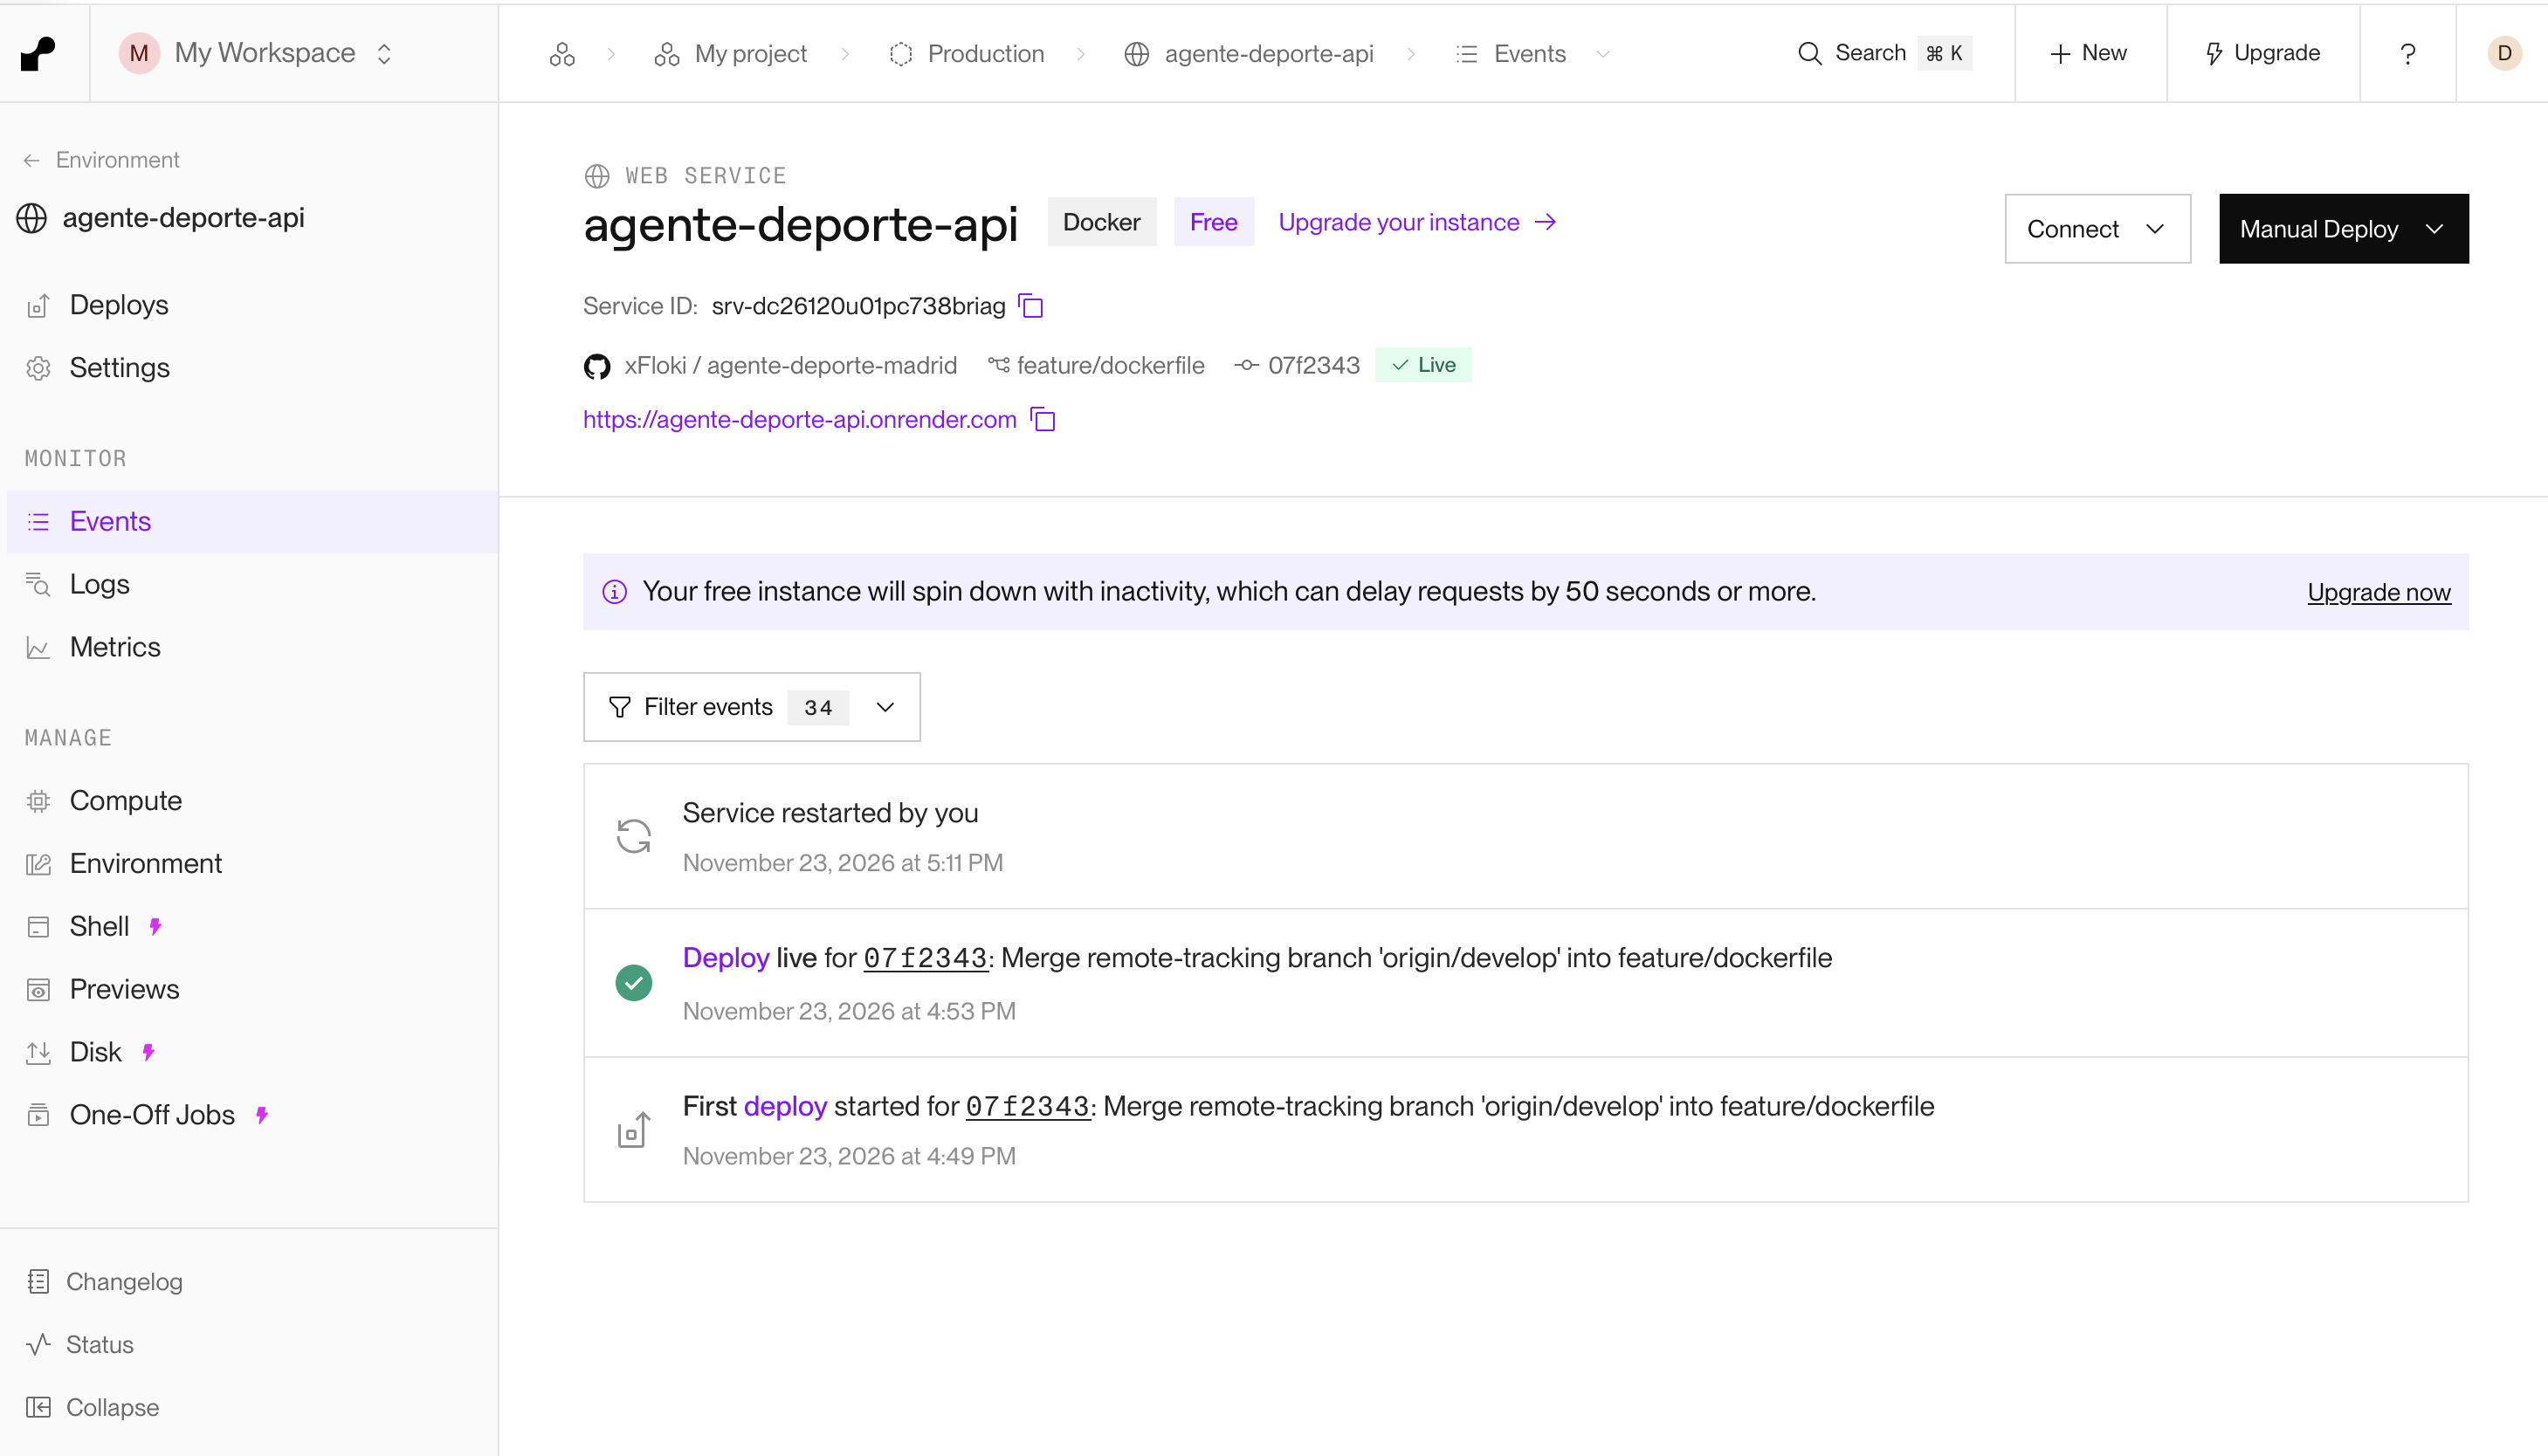 M My Workspace
My project
Production
agente-deporte-api
Events
Search ⌘ K
+ New
Upgrade
?
D
← Environment
agente-deporte-api
Deploys
Settings
MONITOR
Events
Logs
Metrics
MANAGE
Compute
Environment
Shell
Previews
Disk
One-Off Jobs
Changelog
Status
Collapse
WEB SERVICE
agente-deporte-api Docker Free Upgrade your instance →
Connect
Manual Deploy
Service ID: srv-dc26120u01pc738briag
xFloki / agente-deporte-madrid feature/dockerfile 07f2343 ✓ Live
https://agente-deporte-api.onrender.com
Your free instance will spin down with inactivity, which can delay requests by 50 seconds or more. Upgrade now
Filter events 34
Service restarted by you
November 23, 2026 at 5:11 PM
Deploy live for 07f2343: Merge remote-tracking branch 'origin/develop' into feature/dockerfile
November 23, 2026 at 4:53 PM
First deploy started for 07f2343: Merge remote-tracking branch 'origin/develop' into feature/dockerfile
November 23, 2026 at 4:49 PM